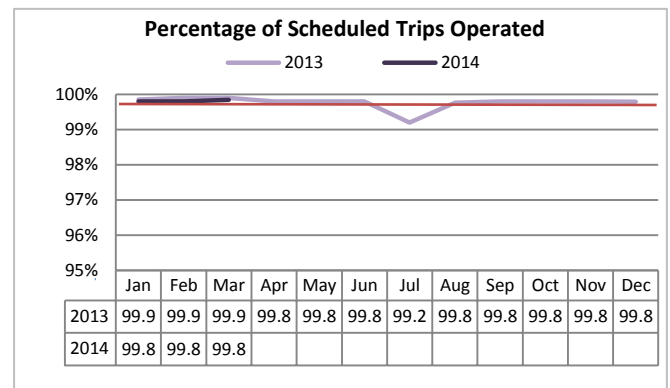 Percentage of Scheduled Trips Operated
2013 2014
100%
99%
98%
97%
96%
95%
Jan Feb Mar Apr May Jun Jul Aug Sep Oct Nov Dec
2013 99.9 99.9 99.9 99.8 99.8 99.8 99.2 99.8 99.8 99.8 99.8 99.8
2014 99.8 99.8 99.8